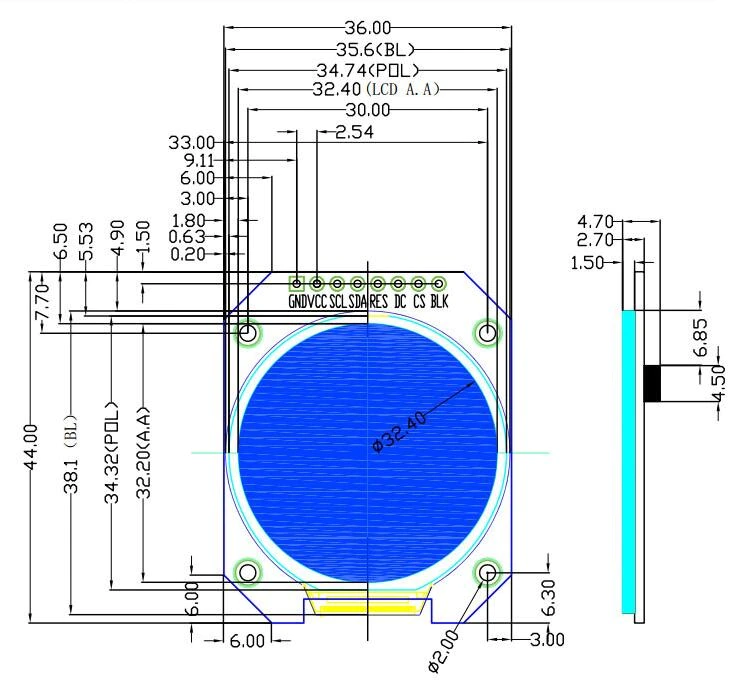 36.00
35.6(BL)
34.74(POL)
32.40(LCD A.A)
30.00
2.54
33.00
9.11
6.00
3.00
1.80
0.63
0.20
6.50
5.53
4.90
1.50
7.70
GND VCC SCL SDA RES DC CS BLK
44.00
38.1 (BL)
34.32(POL)
32.20(A.A)
Ø32.40
6.00
6.00
Ø2.00
6.30
3.00
4.70
2.70
1.50
6.85
4.50